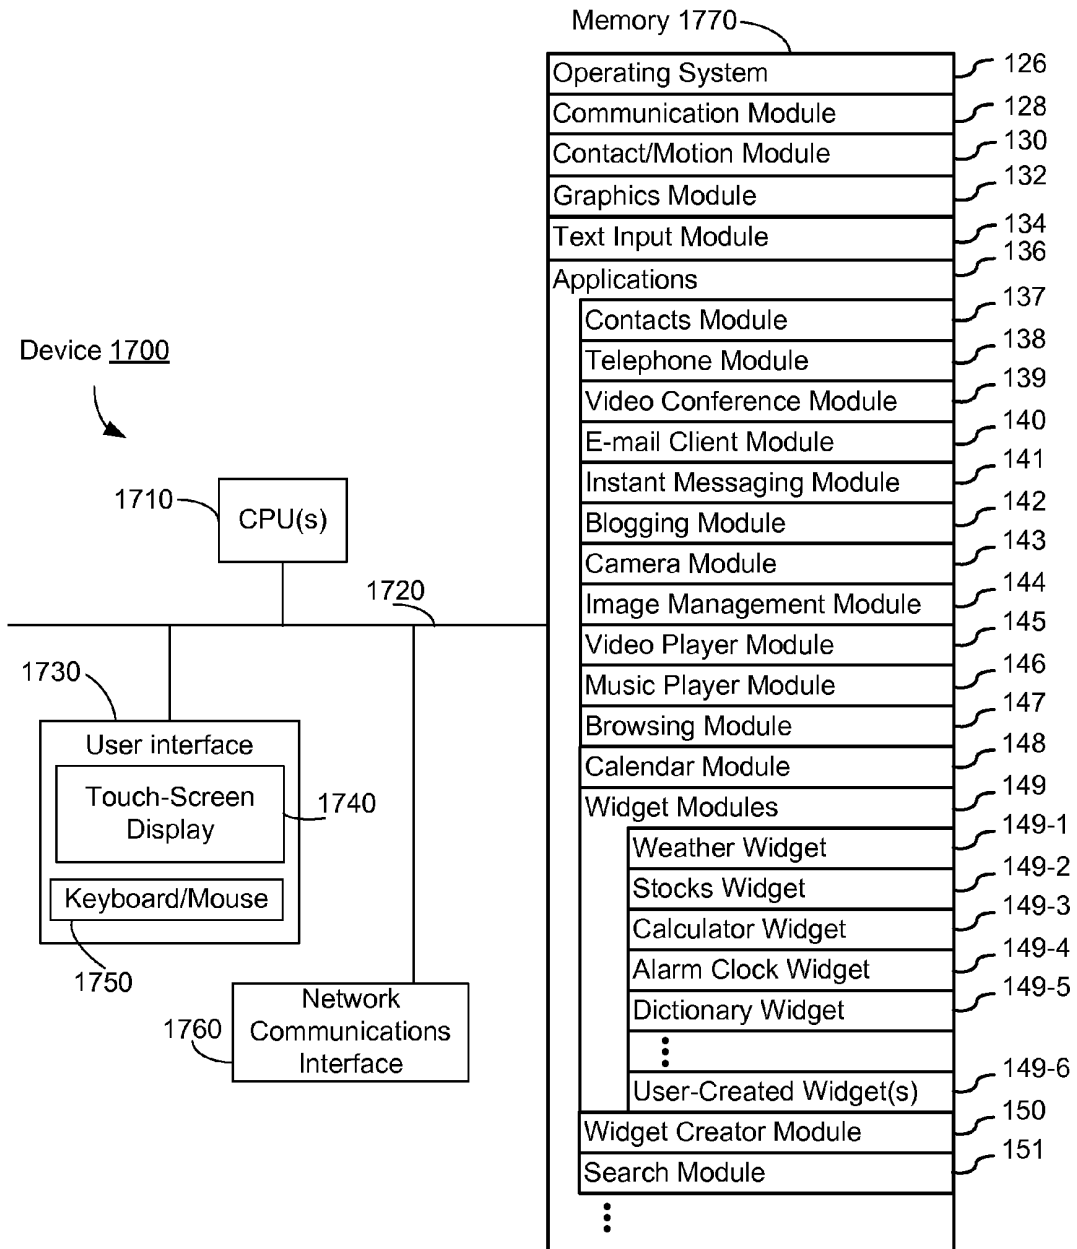 Memory 1770
Operating System 126
Communication Module 128
Contact/Motion Module 130
Graphics Module 132
Text Input Module 134
Applications 136
Contacts Module 137
Telephone Module 138
Video Conference Module 139
E-mail Client Module 140
Instant Messaging Module 141
Blogging Module 142
Camera Module 143
Image Management Module 144
Video Player Module 145
Music Player Module 146
Browsing Module 147
Calendar Module 148
Widget Modules 149
Weather Widget 149-1
Stocks Widget 149-2
Calculator Widget 149-3
Alarm Clock Widget 149-4
Dictionary Widget 149-5
User-Created Widget(s) 149-6
Widget Creator Module 150
Search Module 151
Device 1700
1710
CPU(s)
1720
1730
User interface
Touch-Screen
Display
1740
Keyboard/Mouse
1750
1760
Network
Communications
Interface